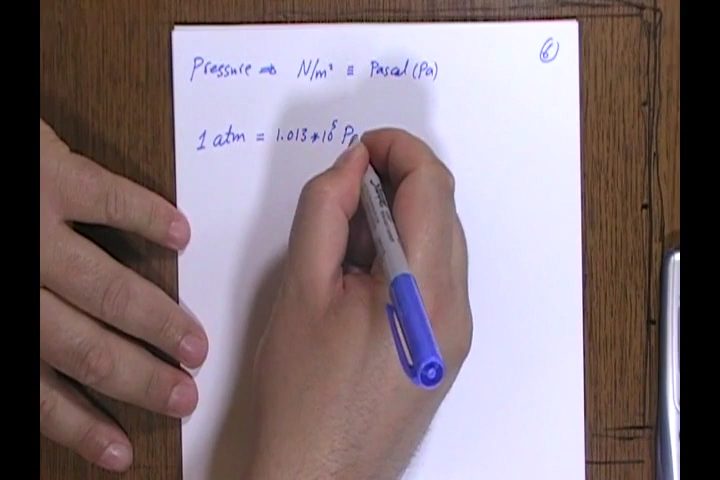 Pressure ⇒ N/m² ≡ Pascal (Pa)
6
1 atm = 1.013*10⁵ Pa